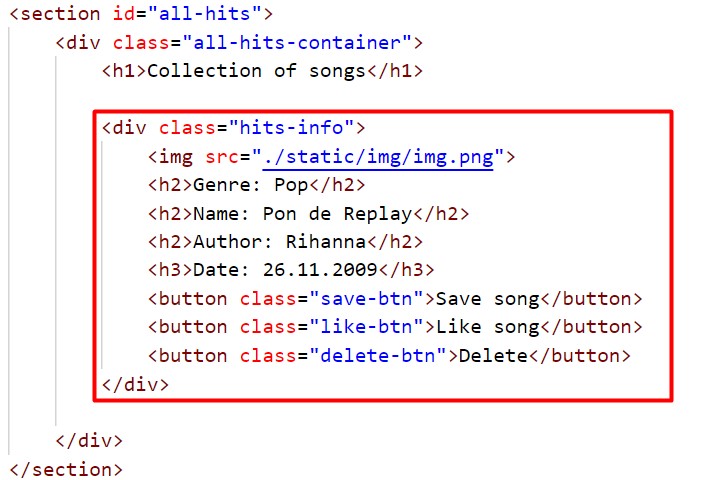 <section id="all-hits">
<div class="all-hits-container">
<h1>Collection of songs</h1>
<div class="hits-info">
<img src="./static/img/img.png">
<h2>Genre: Pop</h2>
<h2>Name: Pon de Replay</h2>
<h2>Author: Rihanna</h2>
<h3>Date: 26.11.2009</h3>
<button class="save-btn">Save song</button>
<button class="like-btn">Like song</button>
<button class="delete-btn">Delete</button>
</div>
</div>
</section>